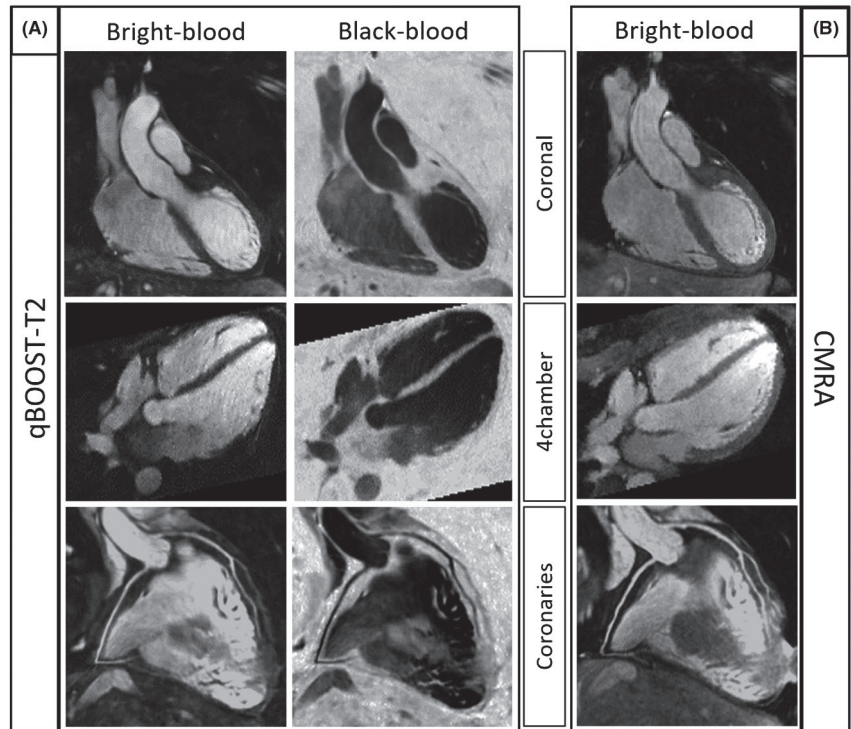 (A)
Bright-blood
Black-blood
Bright-blood
(B)
qBOOST-T2
Coronal
4chamber
Coronaries
CMRA